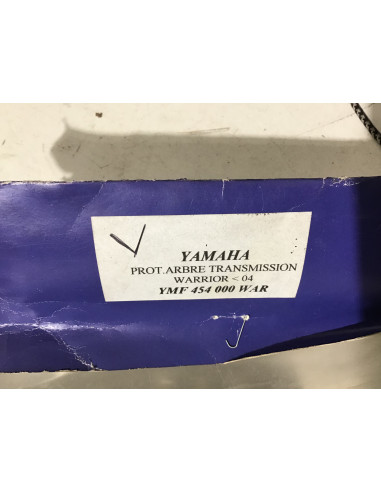 YAMAHA
PROT.ARBRE TRANSMISSION
WARRIOR < 04
YMF 454 000 WAR